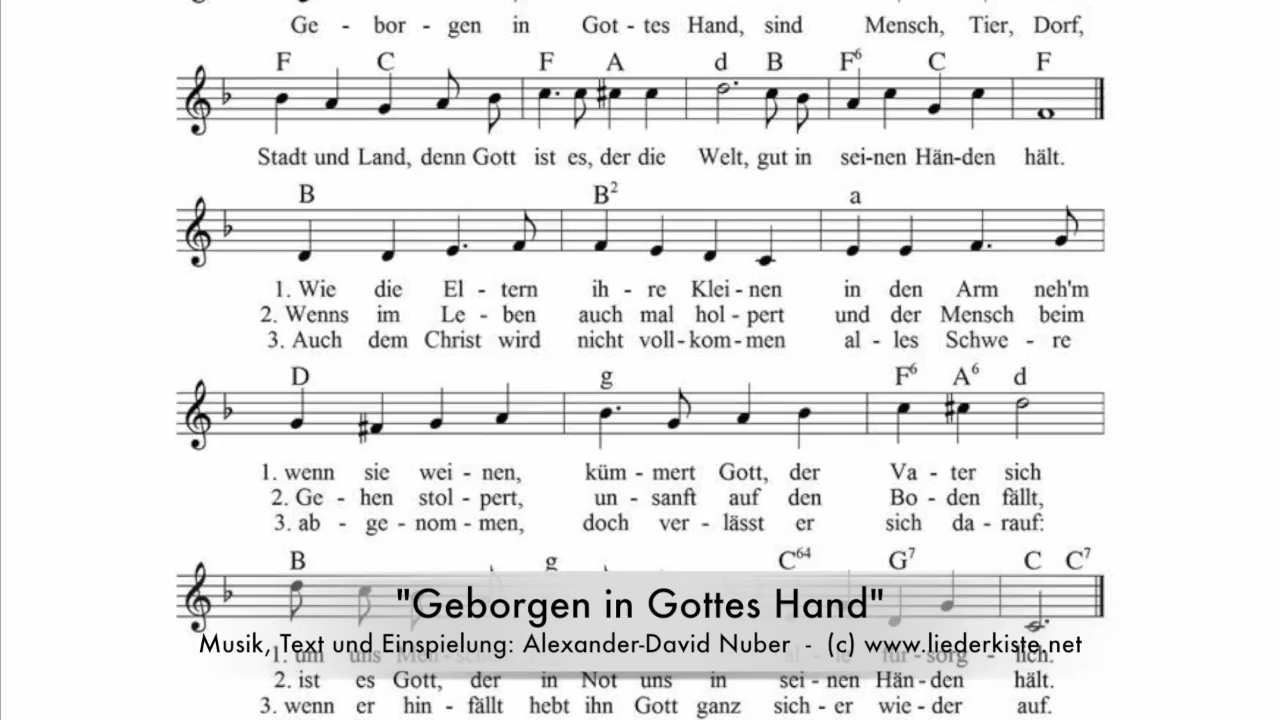 Ge - bor - gen in Got - tes Hand, sind Mensch, Tier, Dorf,
F C F A d B F6 C F
Stadt und Land, denn Gott ist es, der die Welt, gut in sei-nen Hän-den hält.
B B2 a
1. Wie die El - tern ih - re Klei - nen in den Arm neh'm
2. Wenns im Le - ben auch mal hol - pert und der Mensch beim
3. Auch dem Christ wird nicht voll - kom - men al - les Schwe - re
D g F6 A6 d
1. wenn sie wei - nen, küm - mert Gott, der Va - ter sich
2. Ge - hen stol - pert, un - sanft auf den Bo - den fällt,
3. ab - ge - nom - men, doch ver - lässt er sich da - rauf:
B g C64 G7 C C7
"Geborgen in Gottes Hand"
Musik, Text und Einspielung: Alexander-David Nuber - (c) www.liederkiste.net
1. um uns für - sorg - lich.
2. ist es Gott, der in Not uns in sei - nen Hän - den hält.
3. wenn er hin - fällt hebt ihn Gott ganz sich - er wie - der auf.